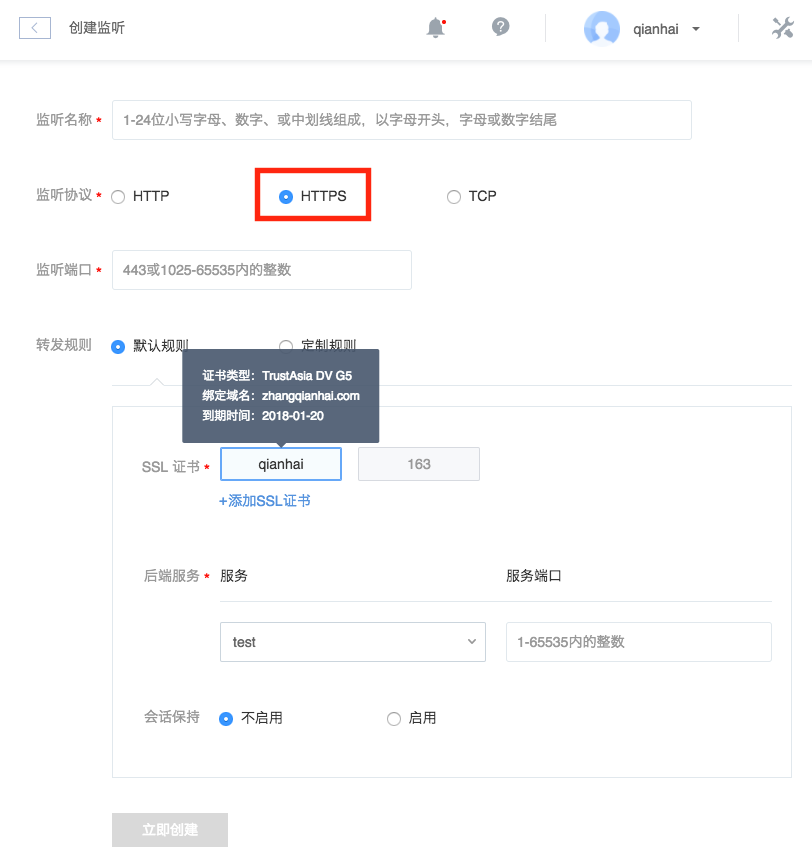 创建监听
qianhai
监听名称 * 1-24位小写字母、数字、或中划线组成，以字母开头，字母或数字结尾
监听协议 * HTTP HTTPS TCP
监听端口 * 443或1025-65535内的整数
转发规则 默认规则 定制规则
证书类型： TrustAsia DV G5
绑定域名： zhangqianhai.com
到期时间： 2018-01-20
SSL 证书 * qianhai 163
+添加SSL证书
后端服务 * 服务 服务端口
test 1-65535内的整数
会话保持 不启用 启用
立即创建